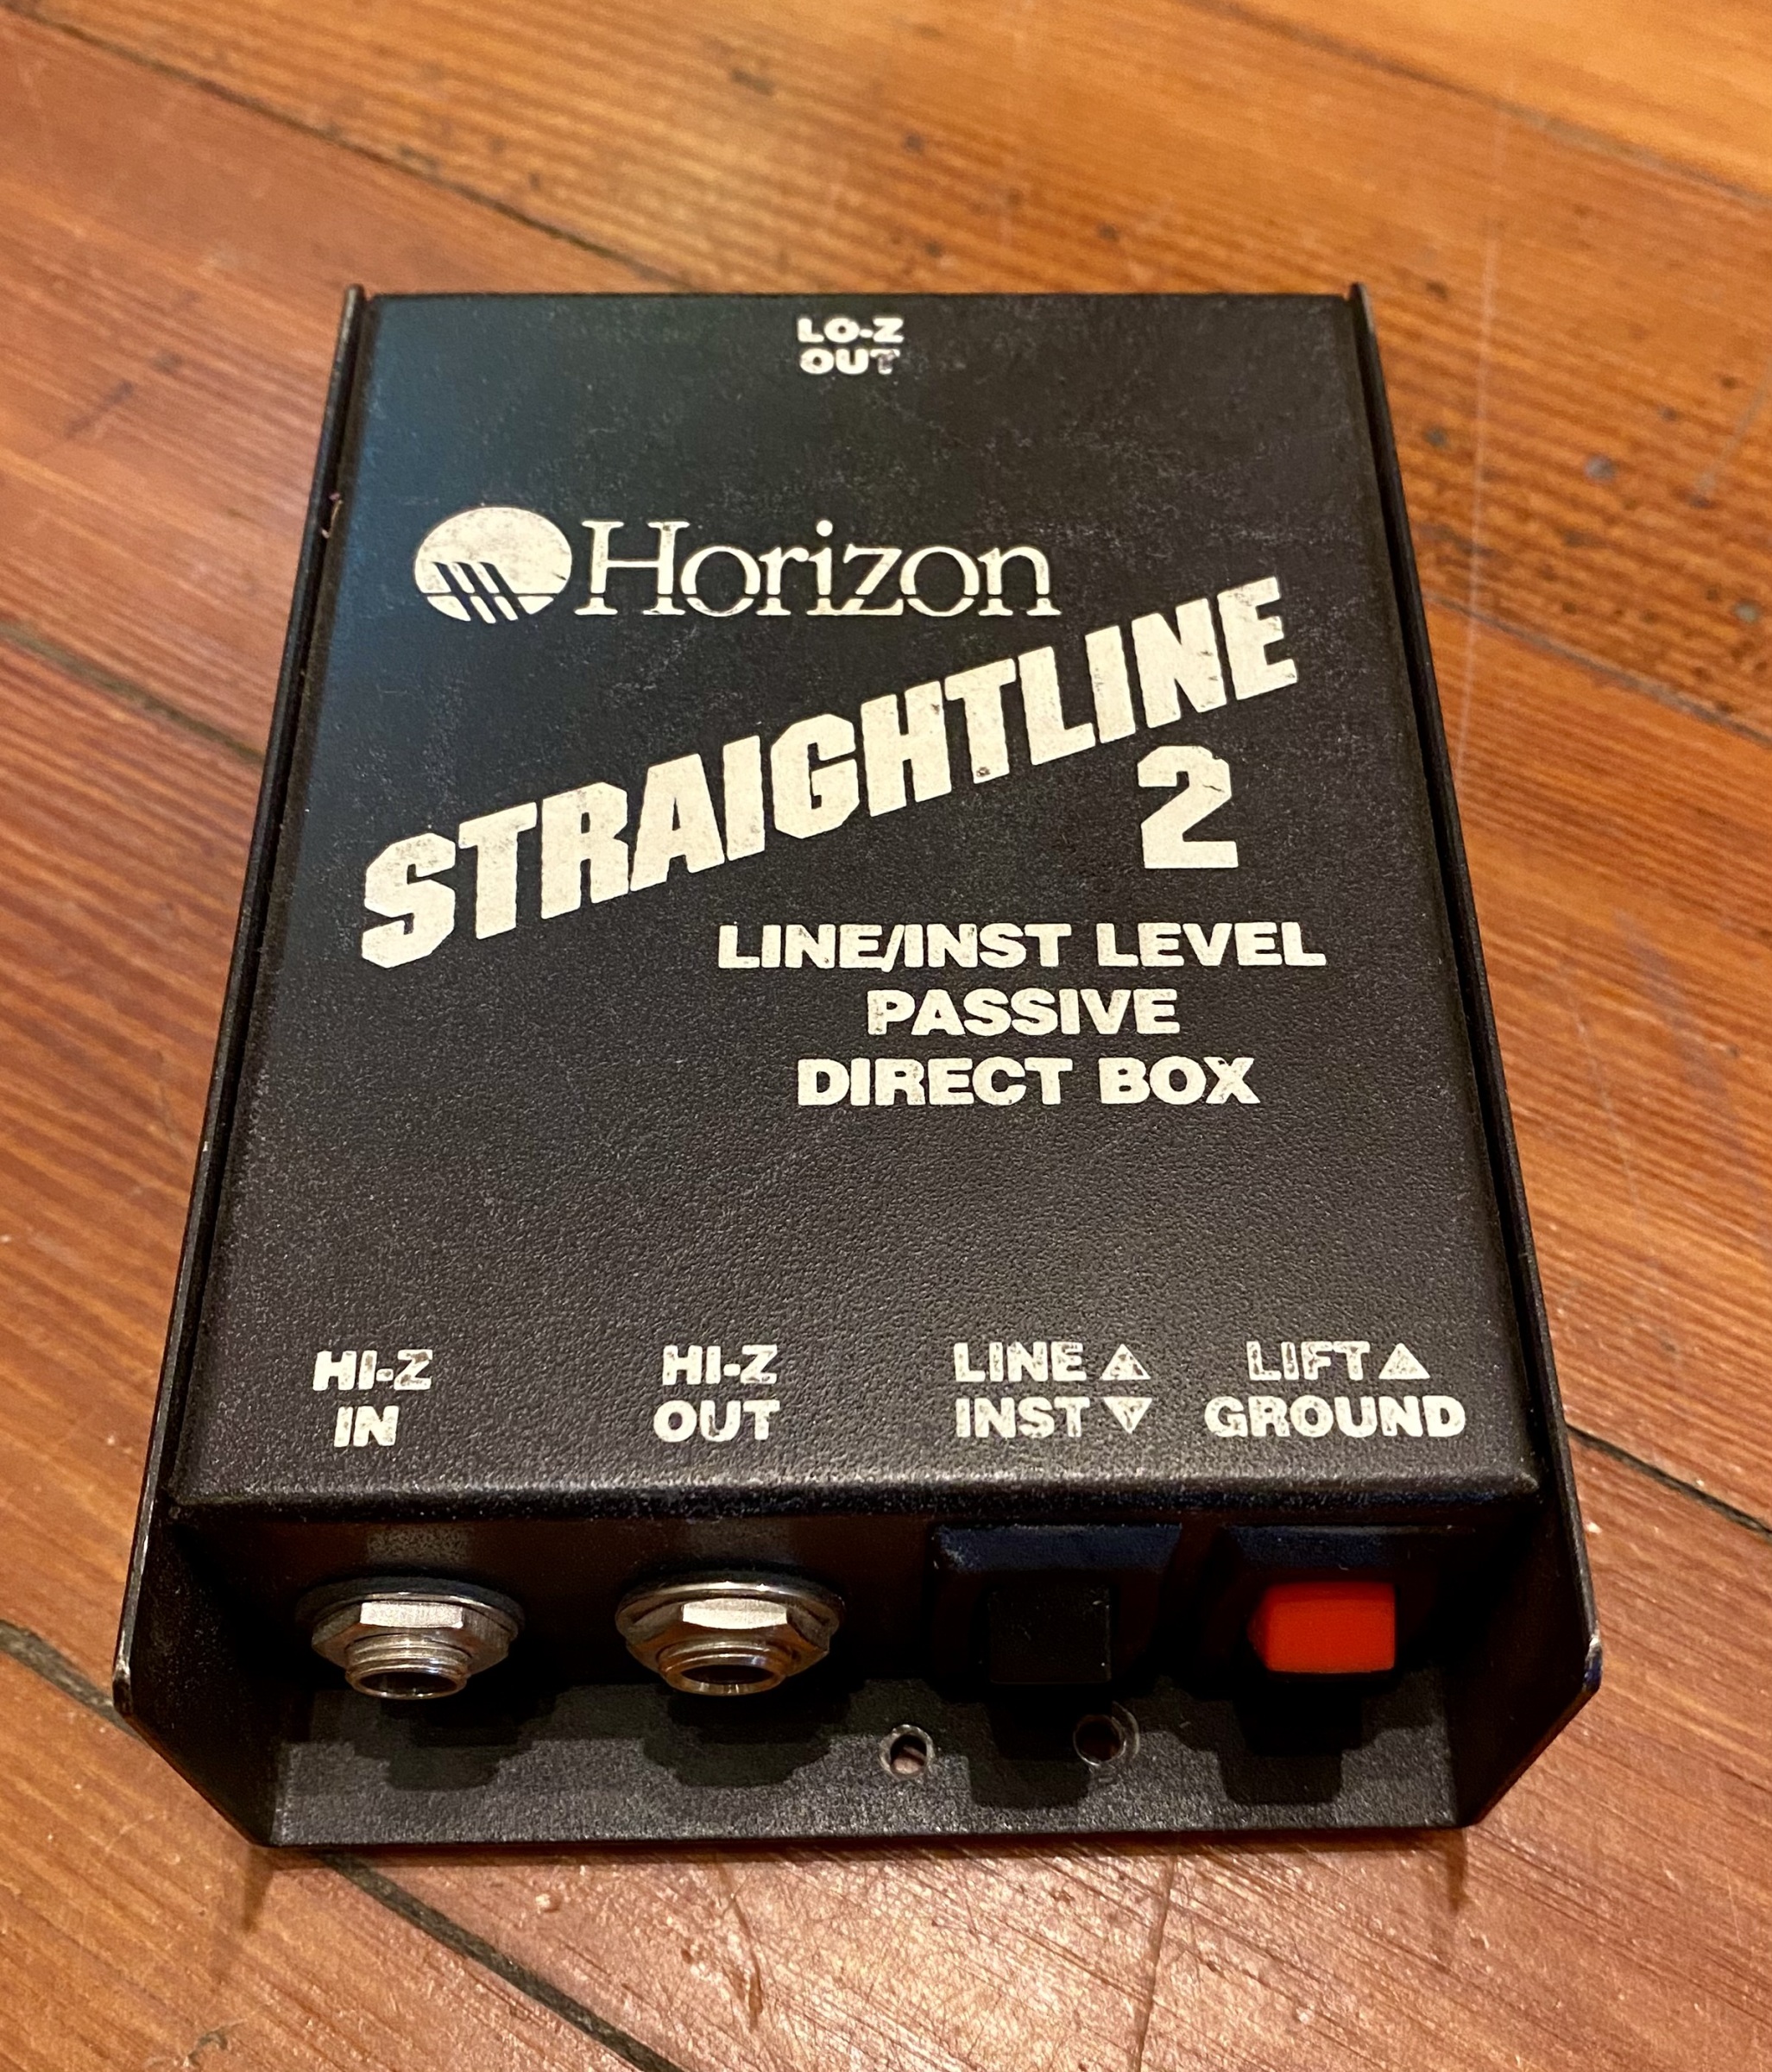 LO-Z
OUT
Horizon
STRAIGHTLINE
2
LINE/INST LEVEL
PASSIVE
DIRECT BOX
HI-Z
IN
HI-Z
OUT
LINE ▲
INST ▼
LIFT ▲
GROUND